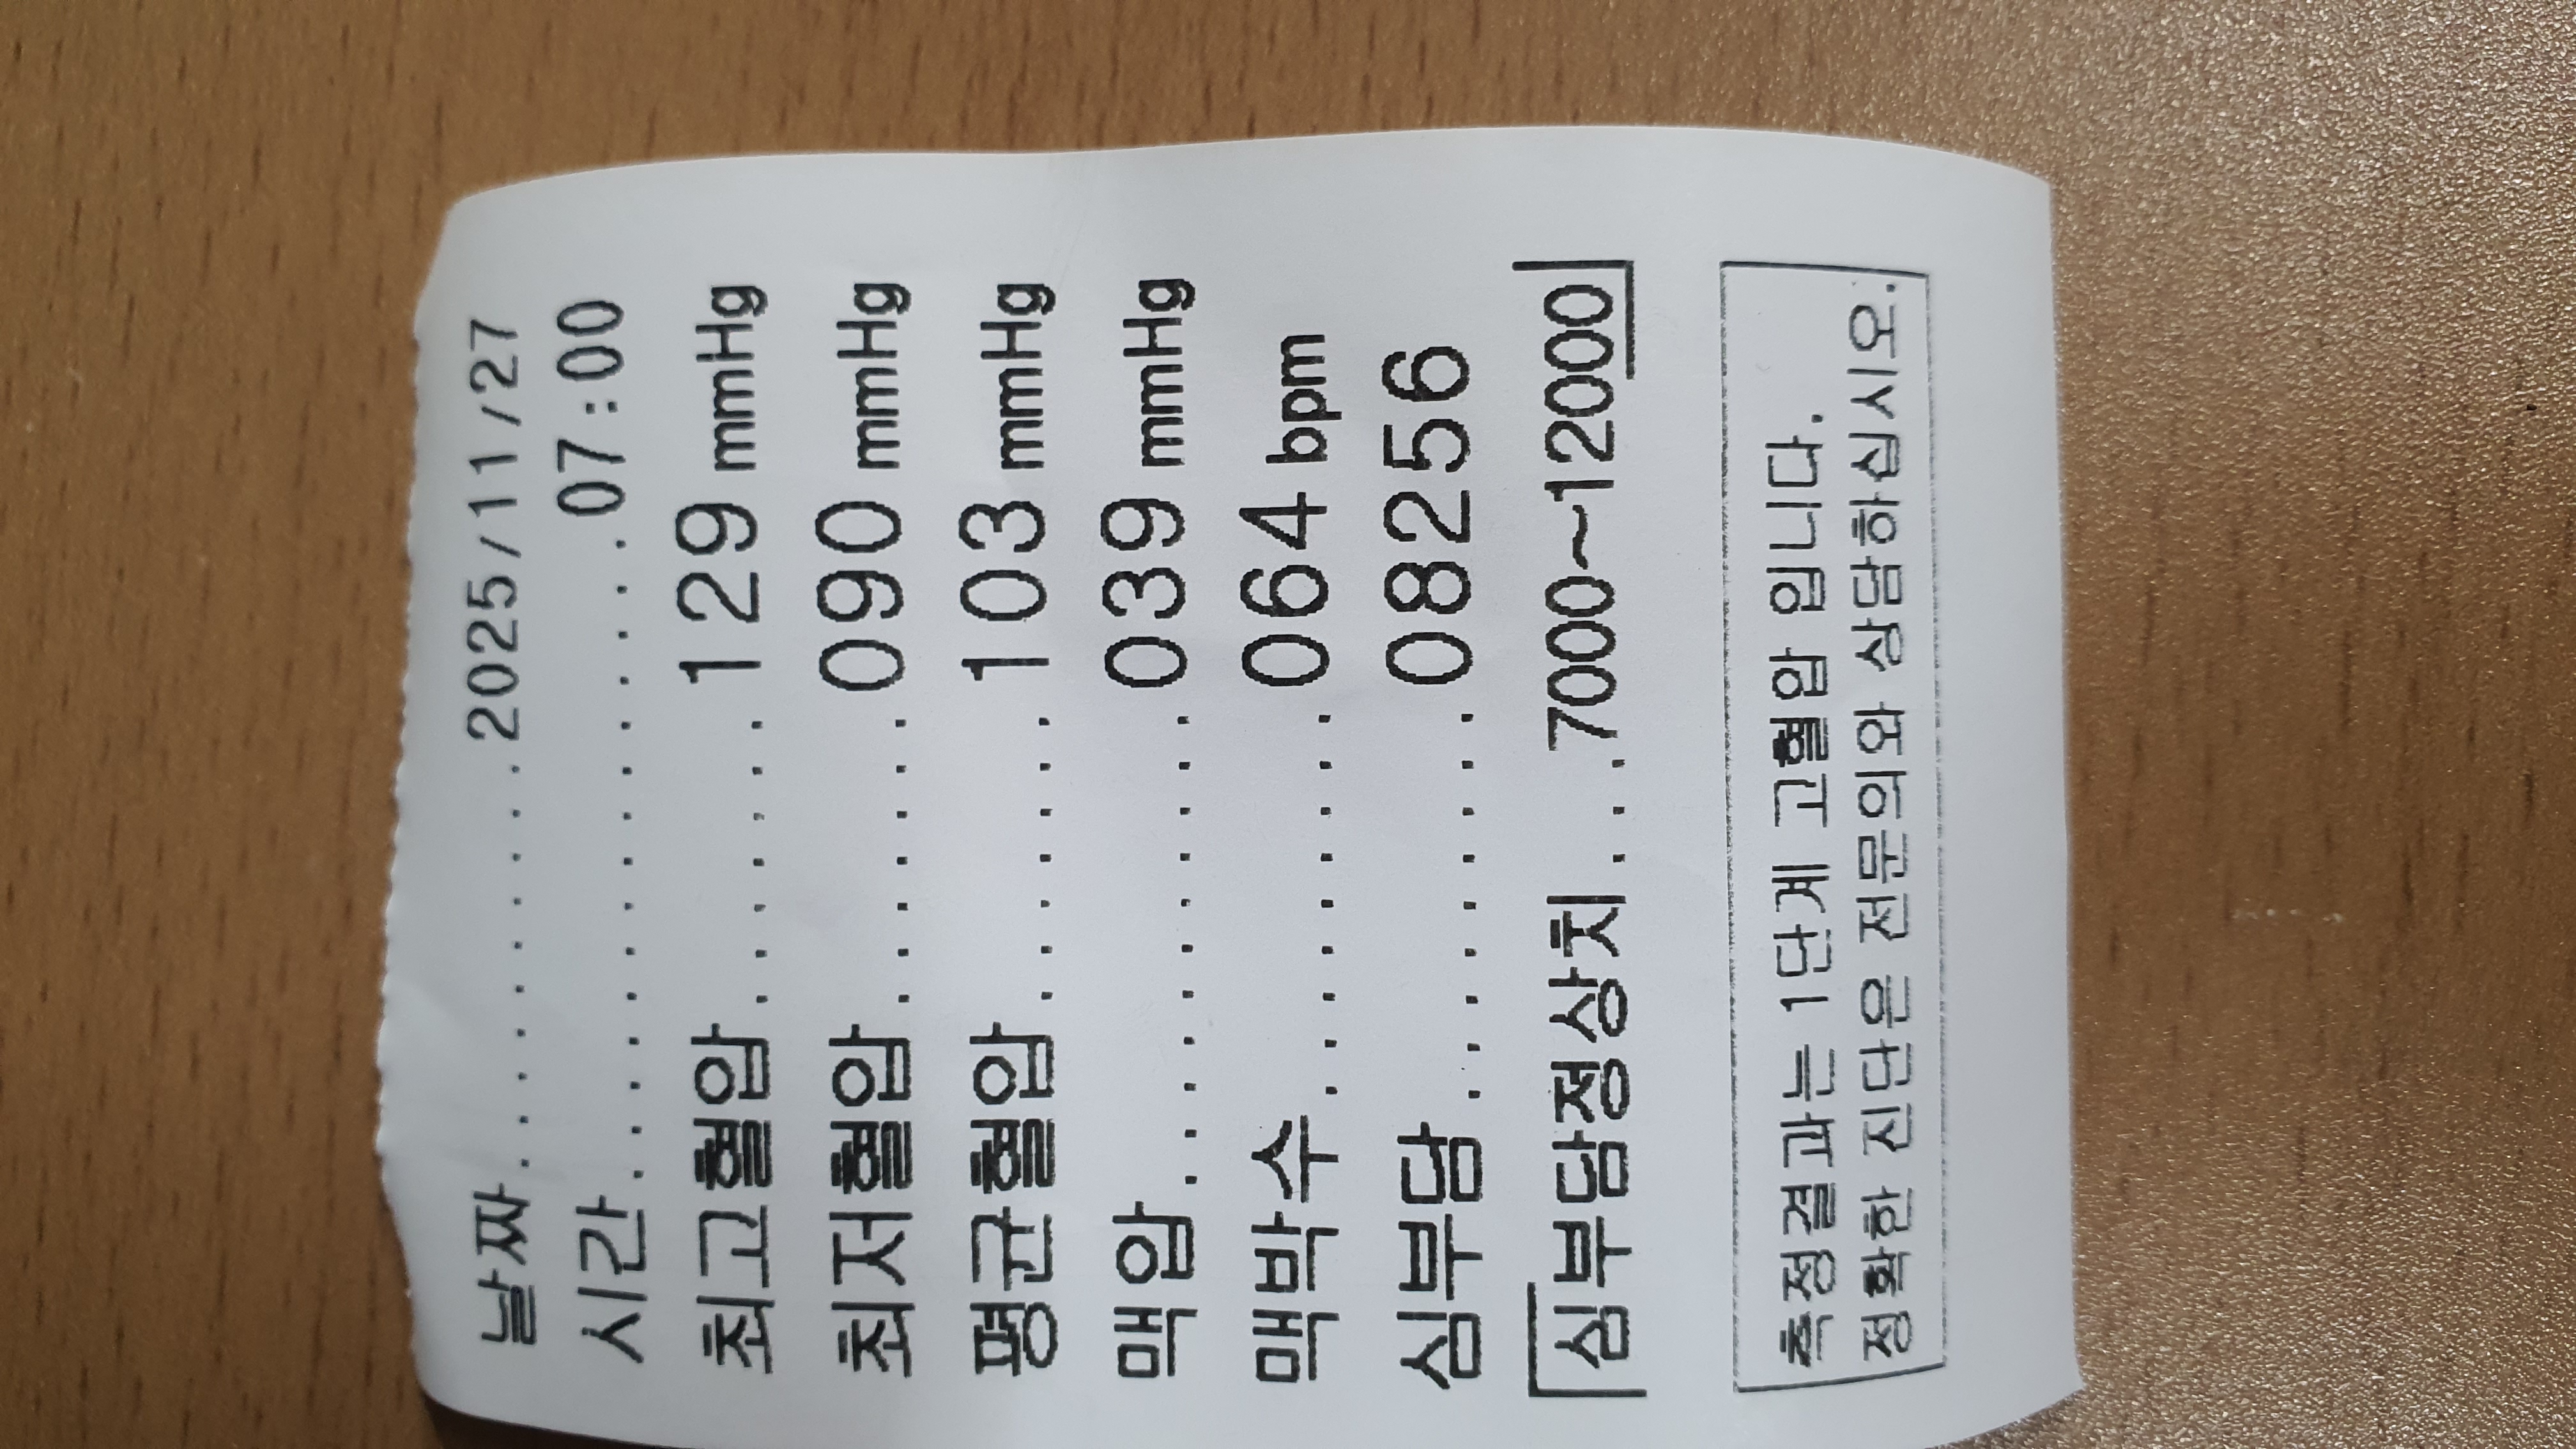 날짜..........2025/11/27
시간...............07:00
최고혈압.......129 mmHg
최저혈압.......090 mmHg
평균혈압.......103 mmHg
맥압...........039 mmHg
맥박수.........064 bpm
심부담.........08256
「심부담정상치...7000~12000」
측정결과는 1단계 고혈압 입니다.
정확한 진단은 전문의와 상담하십시오.